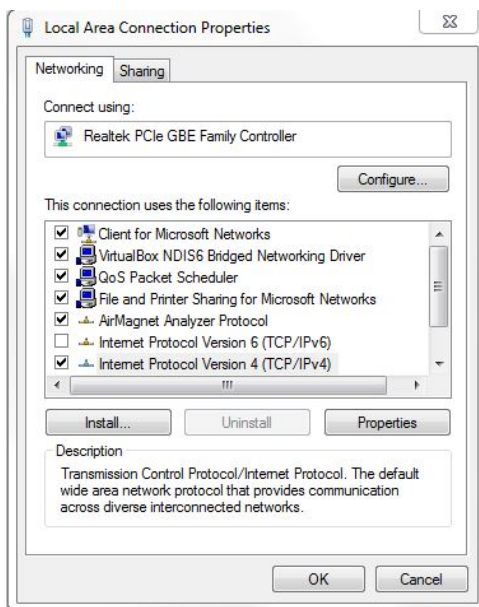 Local Area Connection Properties
Networking
Sharing
Connect using:
Realtek PCIe GBE Family Controller
Configure...
This connection uses the following items:
Client for Microsoft Networks
VirtualBox NDIS6 Bridged Networking Driver
QoS Packet Scheduler
File and Printer Sharing for Microsoft Networks
AirMagnet Analyzer Protocol
Internet Protocol Version 6 (TCP/IPv6)
Internet Protocol Version 4 (TCP/IPv4)
Install...
Uninstall
Properties
Description
Transmission Control Protocol/Internet Protocol. The default
wide area network protocol that provides communication
across diverse interconnected networks.
OK
Cancel